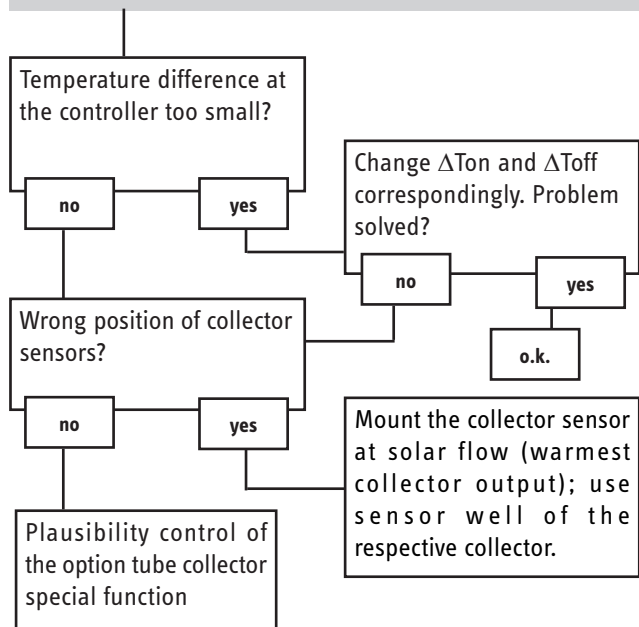 Temperature difference at
the controller too small?
no
yes
Change ΔTon and ΔToff
correspondingly. Problem
solved?
no
yes
o.k.
Wrong position of collector
sensors?
no
yes
Mount the collector sensor
at solar flow (warmest
collector output); use
sensor well of the
respective collector.
Plausibility control of
the option tube collector
special function